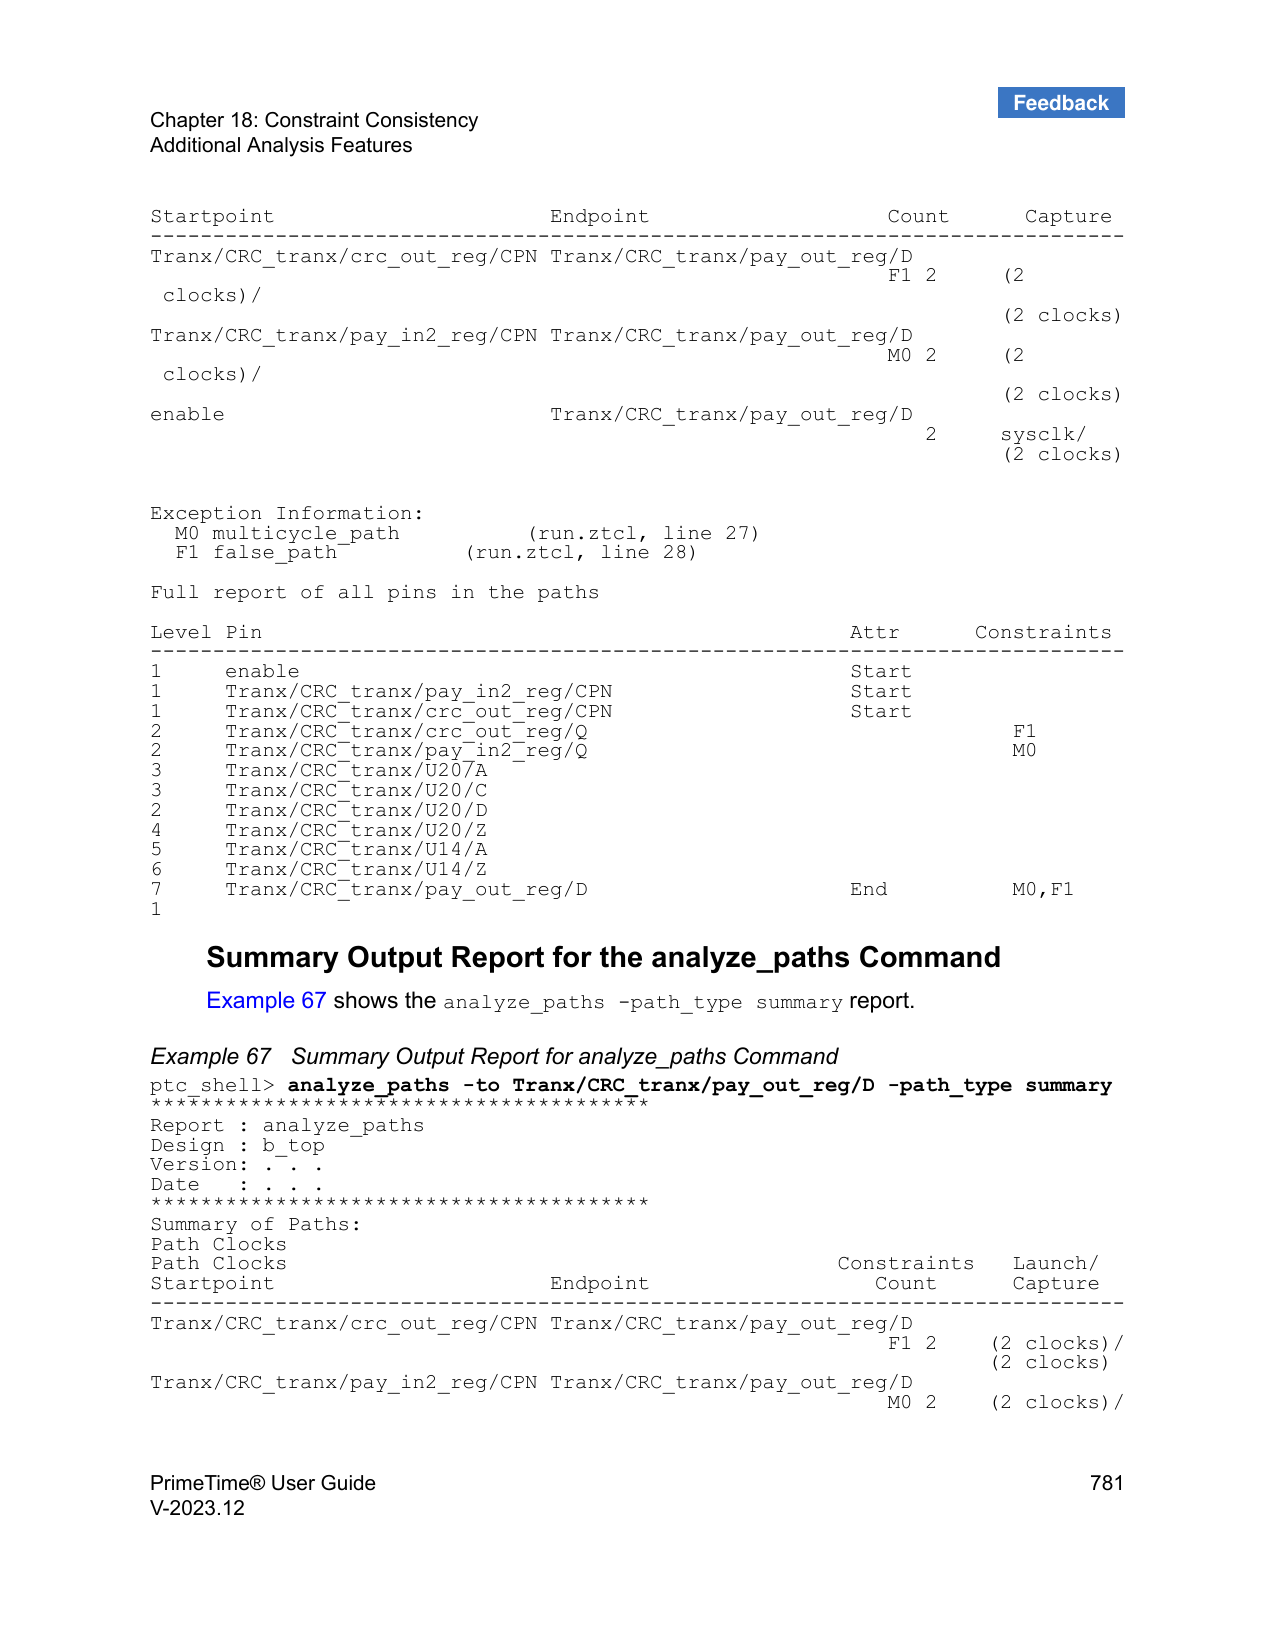 Feedback
Chapter 18: Constraint Consistency
Additional Analysis Features
Startpoint                      Endpoint                   Count      Capture
------------------------------------------------------------------------------
Tranx/CRC_tranx/crc_out_reg/CPN Tranx/CRC_tranx/pay_out_reg/D
                                                           F1 2     (2
 clocks)/
                                                                    (2 clocks)
Tranx/CRC_tranx/pay_in2_reg/CPN Tranx/CRC_tranx/pay_out_reg/D
                                                           M0 2     (2
 clocks)/
                                                                    (2 clocks)
enable                          Tranx/CRC_tranx/pay_out_reg/D
                                                              2     sysclk/
                                                                    (2 clocks)
Exception Information:
  M0 multicycle_path          (run.ztcl, line 27)
  F1 false_path          (run.ztcl, line 28)
Full report of all pins in the paths
Level Pin                                               Attr      Constraints
------------------------------------------------------------------------------
1     enable                                            Start
1     Tranx/CRC_tranx/pay_in2_reg/CPN                   Start
1     Tranx/CRC_tranx/crc_out_reg/CPN                   Start
2     Tranx/CRC_tranx/crc_out_reg/Q                                  F1
2     Tranx/CRC_tranx/pay_in2_reg/Q                                  M0
3     Tranx/CRC_tranx/U20/A
3     Tranx/CRC_tranx/U20/C
2     Tranx/CRC_tranx/U20/D
4     Tranx/CRC_tranx/U20/Z
5     Tranx/CRC_tranx/U14/A
6     Tranx/CRC_tranx/U14/Z
7     Tranx/CRC_tranx/pay_out_reg/D                     End          M0,F1
1
Summary Output Report for the analyze_paths Command
Example 67 shows the analyze_paths -path_type summary report.
Example 67 Summary Output Report for analyze_paths Command
ptc_shell> analyze_paths -to Tranx/CRC_tranx/pay_out_reg/D -path_type summary
****************************************
Report : analyze_paths
Design : b_top
Version: . . .
Date   : . . .
****************************************
Summary of Paths:
Path Clocks
Path Clocks                                            Constraints   Launch/
Startpoint                      Endpoint                  Count      Capture
------------------------------------------------------------------------------
Tranx/CRC_tranx/crc_out_reg/CPN Tranx/CRC_tranx/pay_out_reg/D
                                                           F1 2    (2 clocks)/
                                                                   (2 clocks)
Tranx/CRC_tranx/pay_in2_reg/CPN Tranx/CRC_tranx/pay_out_reg/D
                                                           M0 2    (2 clocks)/
PrimeTime® User Guide 781
V-2023.12